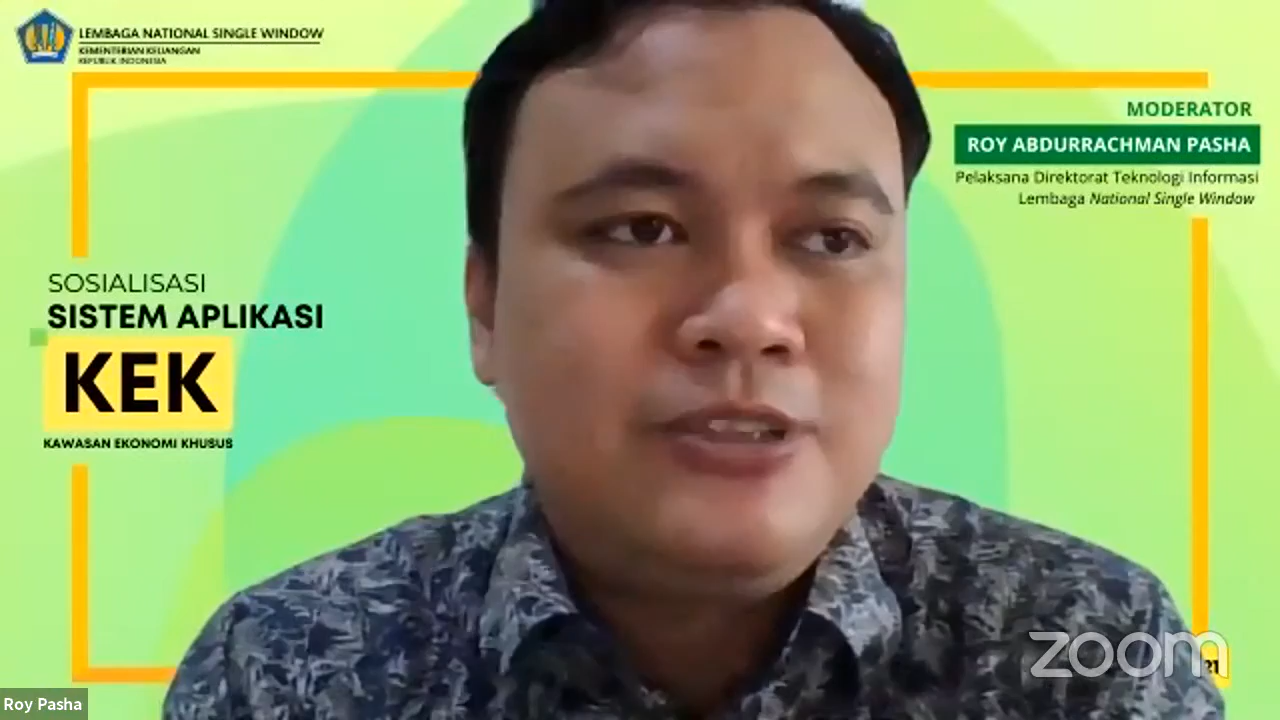 LEMBAGA NATIONAL SINGLE WINDOW
KEMENTERIAN KEUANGAN
REPUBLIK INDONESIA
MODERATOR
ROY ABDURRACHMAN PASHA
Pelaksana Direktorat Teknologi Informasi
Lembaga National Single Window
SOSIALISASI
SISTEM APLIKASI
KEK
KAWASAN EKONOMI KHUSUS
zoom
Roy Pasha